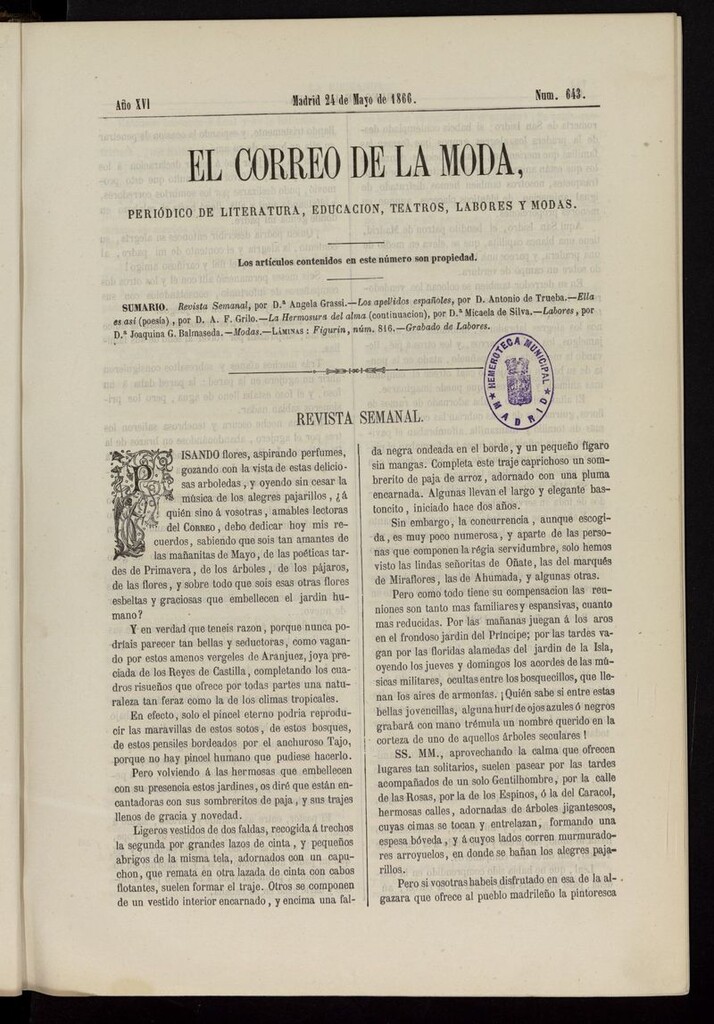 Año XVI
Madrid 24 de Mayo de 1866.
Num. 643.
EL CORREO DE LA MODA,
PERIÓDICO DE LITERATURA, EDUCACION, TEATROS, LABORES Y MODAS.
Los artículos contenidos en este número son propiedad.
SUMARIO. Revista Semanal, por D.ª Angela Grassi.—Los apellidos españoles, por D. Antonio de Trueba.—Ella
es así (poesía), por D. A. F. Grilo.—La Hermosura del alma (continuacion), por D.ª Micaela de Silva.—Labores, por
D.ª Joaquina G. Balmaseda.—Modas.—LÁMINAS: Figurin, núm. 816.—Grabado de Labores.
HEMEROTECA MUNICIPAL
MADRID
REVISTA SEMANAL.
PISANDO flores, aspirando perfumes,
gozando con la vista de estas delicio-
sas arboledas, y oyendo sin cesar la
música de los alegres pajarillos, ¿á
quién sino á vosotras, amables lectoras
del CORREO, debo dedicar hoy mis re-
cuerdos, sabiendo que sois tan amantes de
las mañanitas de Mayo, de las poéticas tar-
des de Primavera, de los árboles, de los pájaros,
de las flores, y sobre todo que sois esas otras flores
esbeltas y graciosas que embellecen el jardin hu-
mano?
Y en verdad que teneis razon, porque nunca po-
dríais parecer tan bellas y seductoras, como vagan-
do por estos amenos vergeles de Aranjuez, joya pre-
ciada de los Reyes de Castilla, completando los cua-
dros risueños que ofrece por todas partes una natu-
raleza tan feraz como la de los climas tropicales.
En efecto, solo el pincel eterno podria reprodu-
cir las maravillas de estos sotos, de estos bosques,
de estos pensiles bordeados por el anchuroso Tajo,
porque no hay pincel humano que pudiese hacerlo.
Pero volviendo á las hermosas que embellecen
con su presencia estos jardines, os diré que están en-
cantadoras con sus sombreritos de paja, y sus trajes
llenos de gracia y novedad.
Ligeros vestidos de dos faldas, recogida á trechos
la segunda por grandes lazos de cinta, y pequeños
abrigos de la misma tela, adornados con un capu-
chon, que remata en otra lazada de cinta con cabos
flotantes, suelen formar el traje. Otros se componen
de un vestido interior encarnado, y encima una fal-
da negra ondeada en el borde, y un pequeño fígaro
sin mangas. Completa este traje caprichoso un som-
brerito de paja de arroz, adornado con una pluma
encarnada. Algunas llevan el largo y elegante bas-
toncito, iniciado hace dos años.
Sin embargo, la concurrencia, aunque escogi-
da, es muy poco numerosa, y aparte de las perso-
nas que componen la régia servidumbre, solo hemos
visto las lindas señoritas de Oñate, las del marqués
de Miraflores, las de Ahumada, y algunas otras.
Pero como todo tiene su compensacion las reu-
niones son tanto mas familiares y espansivas, cuanto
mas reducidas. Por las mañanas juegan á los aros
en el frondoso jardin del Príncipe; por las tardes va-
gan por las floridas alamedas del jardin de la Isla,
oyendo los jueves y domingos los acordes de las mú-
sicas militares, ocultas entre los bosquecillos, que lle-
nan los aires de armonías. ¡Quién sabe si entre estas
bellas jovencillas, alguna hurí de ojos azules ó negros
grabará con mano trémula un nombre querido en la
corteza de uno de aquellos árboles seculares!
SS. MM., aprovechando la calma que ofrecen
lugares tan solitarios, suelen pasear por las tardes
acompañados de un solo Gentilhombre, por la calle
de las Rosas, por la de los Espinos, ó la del Caracol,
hermosas calles, adornadas de árboles jigantescos,
cuyas cimas se tocan y entrelazan, formando una
espesa bóveda, y á cuyos lados corren murmurado-
res arroyuelos, en donde se bañan los alegres paja-
rillos.
Pero si vosotras habeis disfrutado en esa de la al-
gazara que ofrece al pueblo madrileño la pintoresca